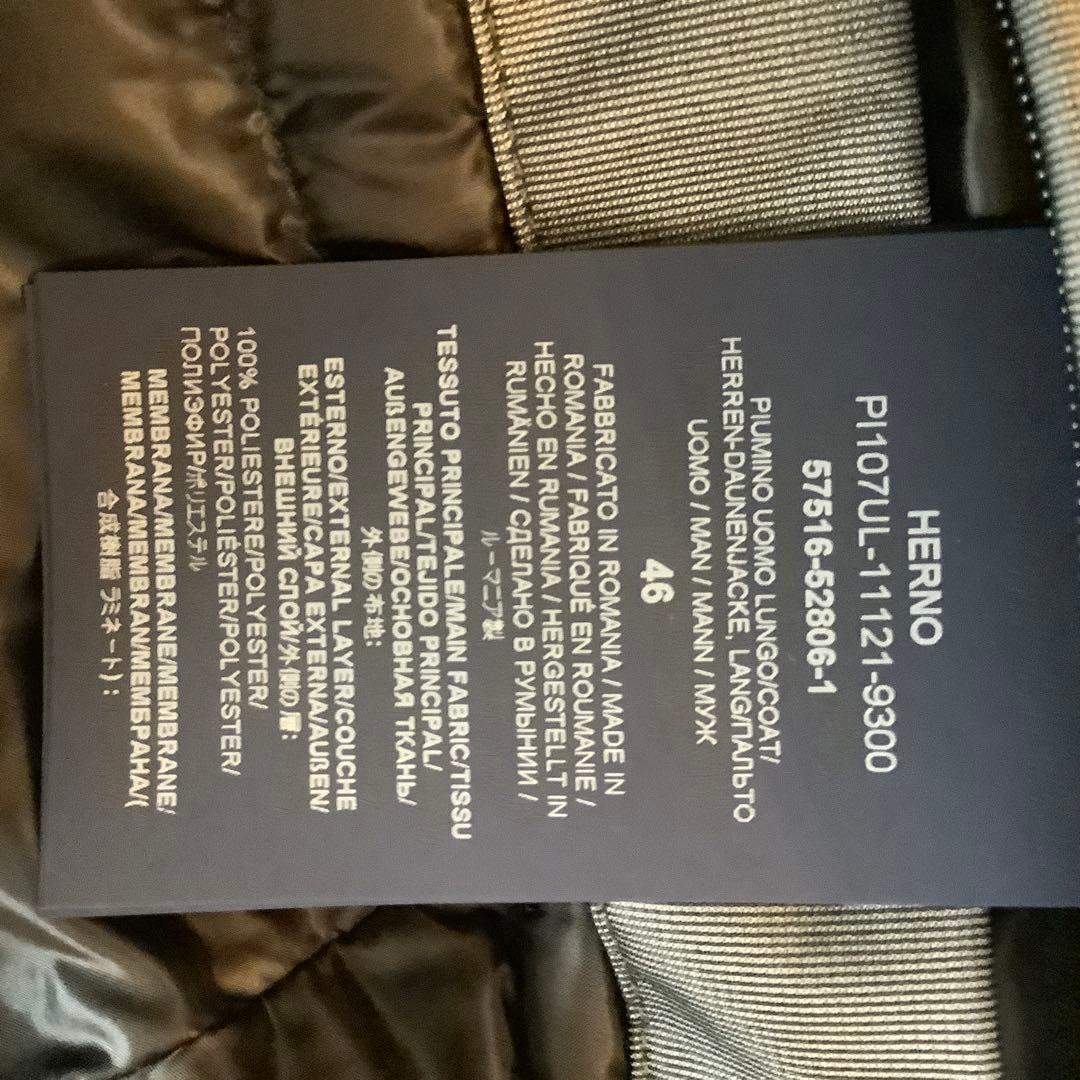 HERNO
PI107UL-11121-9300
57516-52806-1
PIUMINO UOMO LUNGO/COAT/
HERREN-DAUNENJACKE, LANG/ПАЛЬТО
UOMO / MAN / MANN / МУЖ
46
FABBRICATO IN ROMANIA / MADE IN
ROMANIA / FABRIQUÉ EN ROUMANIE /
HECHO EN RUMANIA / HERGESTELLT IN
RUMÄNIEN / СДЕЛАНО В РУМЫНИИ /
ルーマニア製
TESSUTO PRINCIPALE/MAIN FABRIC/TISSU
PRINCIPAL/TEJIDO PRINCIPAL/
AUßENGEWEBE/ОСНОВНАЯ ТКАНЬ/
外側の布地:
ESTERNO/EXTERNAL LAYER/COUCHE
EXTÉRIEURE/CAPA EXTERNA/AUßEN/
ВНЕШНИЙ СЛОЙ/外側の層:
100% POLIESTERE/POLYESTER/
POLYESTER/POLIÉSTER/POLYESTER/
ПОЛИЭФИР/ポリエステル
MEMBRANA/MEMBRANE/MEMBRANE/
MEMBRANA/MEMBRAN/МЕМБРАНА/(
合成樹脂 ラミネート):